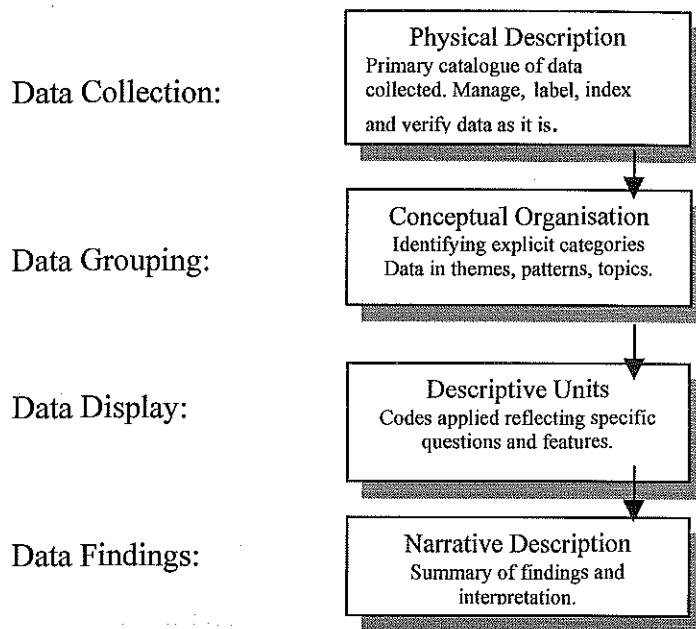 Physical Description
Data Collection:
Primary catalogue of data
collected. Manage, label, index
and verify data as it is.
Conceptual Organisation
Data Grouping:
Identifying explicit categories
Data in themes, patterns, topics.
Descriptive Units
Data Display:
Codes applied reflecting specific
questions and features.
Narrative Description
Data Findings:
Summary of findings and
interpretation.